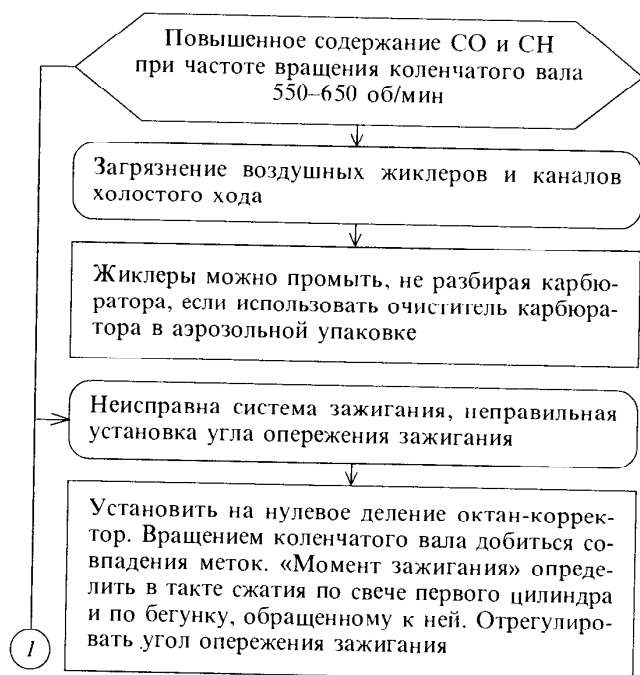 Повышенное содержание СО и СН
при частоте вращения коленчатого вала
550–650 об/мин
Загрязнение воздушных жиклеров и каналов
холостого хода
Жиклеры можно промыть, не разбирая карбю-
ратора, если использовать очиститель карбюра-
тора в аэрозольной упаковке
Неисправна система зажигания, неправильная
установка угла опережения зажигания
Установить на нулевое деление октан-коррек-
тор. Вращением коленчатого вала добиться со-
впадения меток. «Момент зажигания» опреде-
лить в такте сжатия по свече первого цилиндра
и по бегунку, обращенному к ней. Отрегулиро-
вать угол опережения зажигания
1